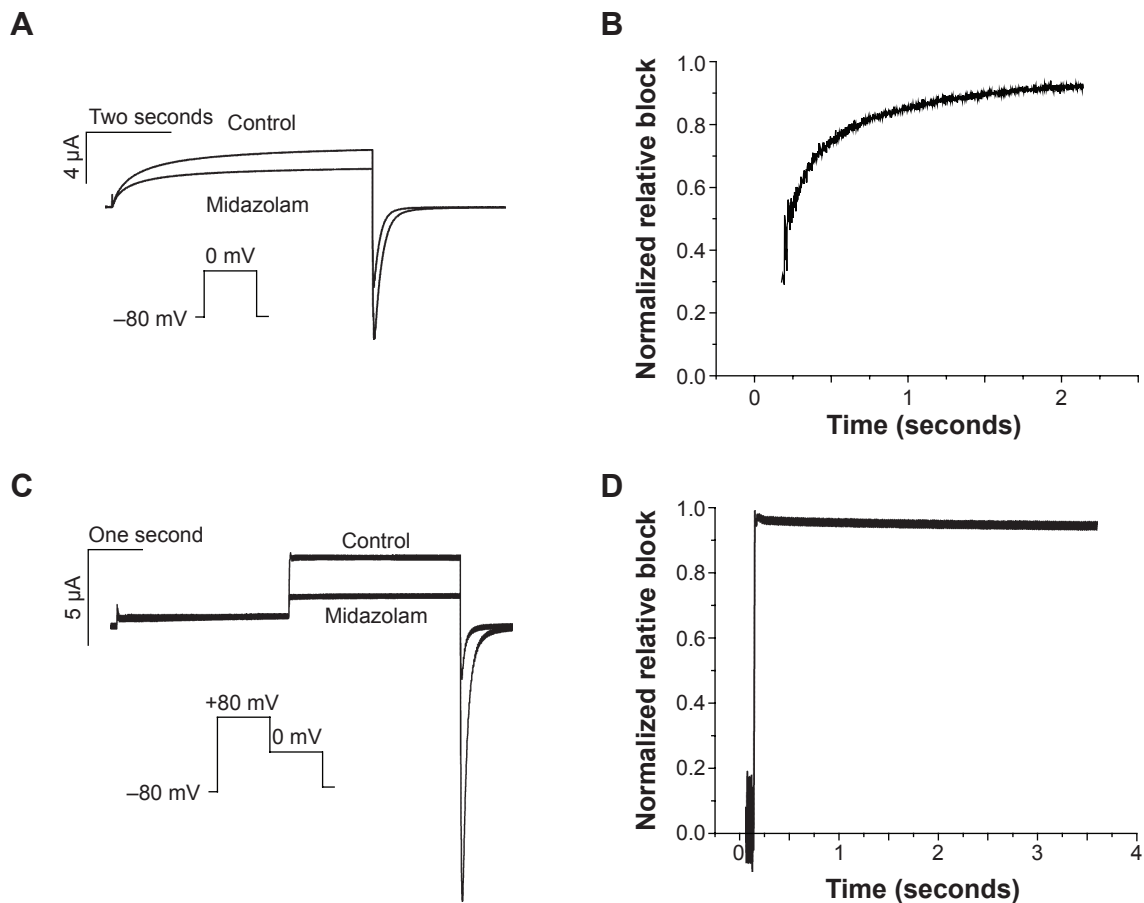 A
Two seconds
4 μA
Control
Midazolam
0 mV
–80 mV
B
Normalized relative block
1.0
0.8
0.6
0.4
0.2
0.0
0 1 2
Time (seconds)
C
One second
5 μA
Control
Midazolam
+80 mV
0 mV
–80 mV
D
Normalized relative block
1.0
0.8
0.6
0.4
0.2
0.0
0 1 2 3 4
Time (seconds)